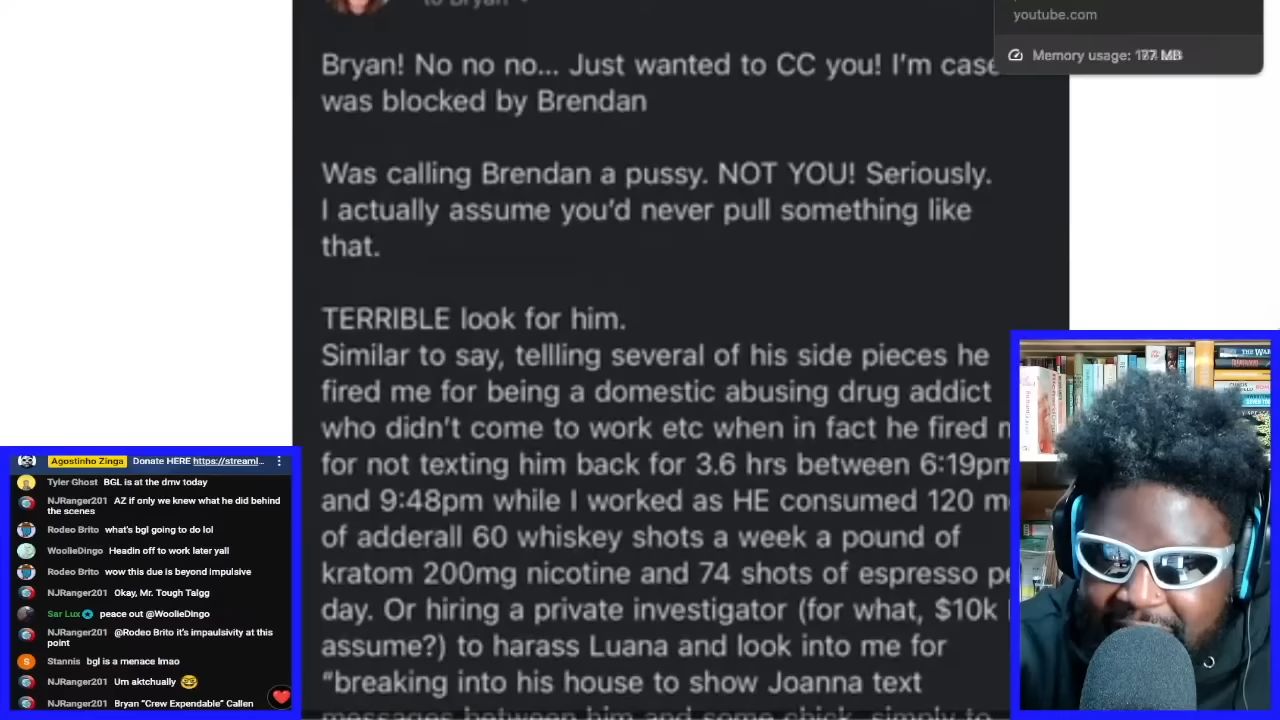 to Bryan
youtube.com
Memory usage: 177 MB
Bryan! No no no... Just wanted to CC you! I'm case
was blocked by Brendan
Was calling Brendan a pussy. NOT YOU! Seriously.
I actually assume you'd never pull something like
that.
TERRIBLE look for him.
Similar to say, tellling several of his side pieces he
fired me for being a domestic abusing drug addict
who didn't come to work etc when in fact he fired
for not texting him back for 3.6 hrs between 6:19pm
and 9:48pm while I worked as HE consumed 120
of adderall 60 whiskey shots a week a pound of
kratom 200mg nicotine and 74 shots of espresso
day. Or hiring a private investigator (for what, $10k
assume?) to harass Luana and look into me for
"breaking into his house to show Joanna text
messages between him and some chick, simply to
Agostinho Zinga Donate HERE https://streaml...
Tyler Ghost BGL is at the dmv today
NJRanger201 AZ if only we knew what he did behind
the scenes
Rodeo Brito what's bgl going to do lol
WoolieDingo Headin off to work later yall
Rodeo Brito wow this due is beyond impulsive
NJRanger201 Okay, Mr. Tough Talgg
Sar Lux peace out @WoolieDIngo
NJRanger201 @Rodeo Brito it's impaulsivity at this
point
Stannis bgl is a menace lmao
NJRanger201 Um aktchually 🤓
NJRanger201 Bryan "Crew Expendable" Callen